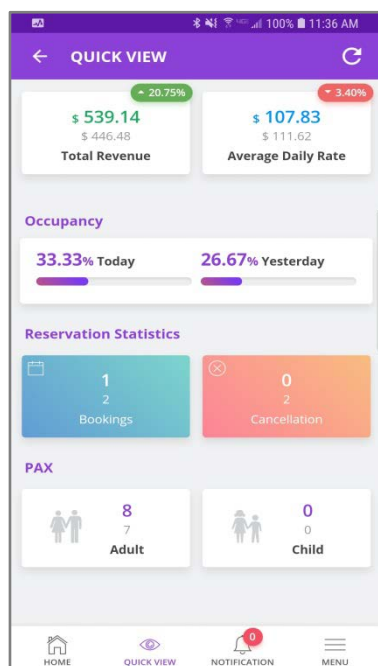 100% 11:36 AM
QUICK VIEW
20.75%
3.40%
$ 539.14
$ 107.83
$ 446.48
$ 111.62
Total Revenue
Average Daily Rate
Occupancy
33.33% Today
26.67% Yesterday
Reservation Statistics
1
2
Bookings
0
2
Cancellation
PAX
8
7
Adult
0
0
Child
0
HOME
QUICK VIEW
NOTIFICATION
MENU